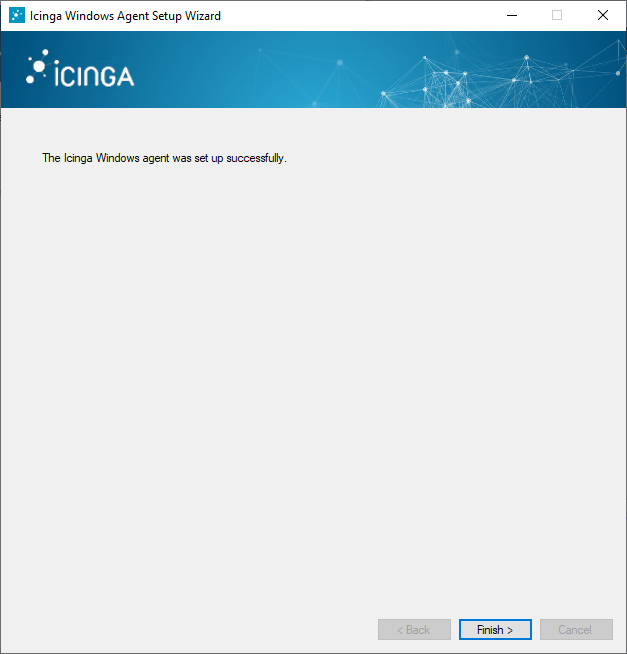 Icinga Windows Agent Setup Wizard
ICINGA
The Icinga Windows agent was set up successfully.
< Back
Finish >
Cancel